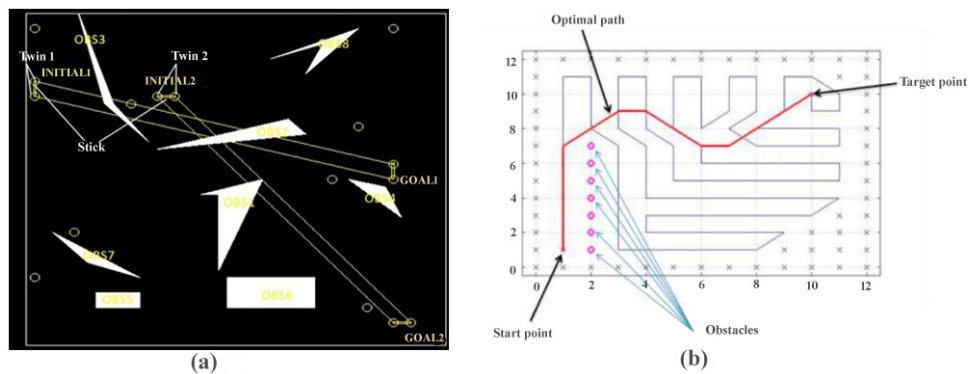 OBS3
OBS8
Twin 1
Twin 2
INITIAL1
INITIAL2
OBS2
Stick
GOAL1
OBS4
OBS1
OBS7
OBS5
OBS6
GOAL2
(a)
Optimal path
Target point
12
10
8
6
4
2
0
0 2 4 6 8 10 12
Start point
Obstacles
(b)